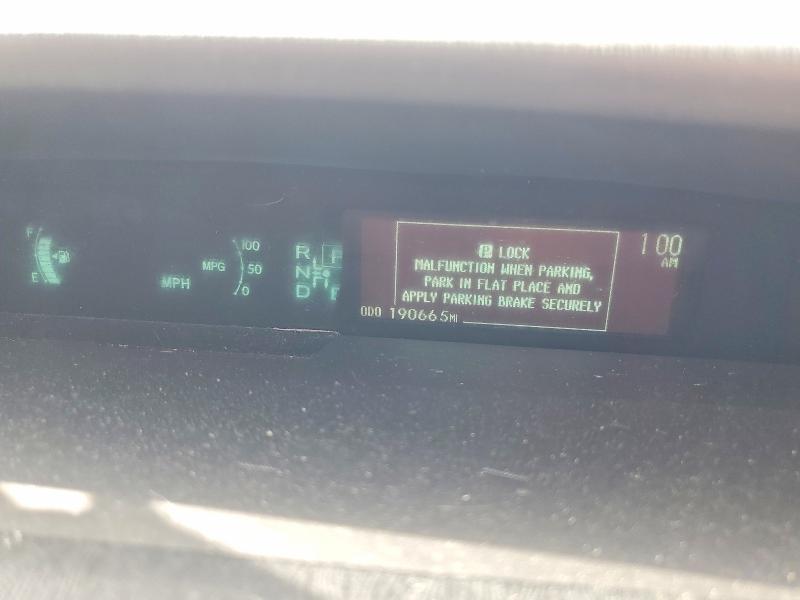 F
E
MPH
MPG
100
50
0
R
N
D
P
P LOCK
MALFUNCTION WHEN PARKING,
PARK IN FLAT PLACE AND
APPLY PARKING BRAKE SECURELY
ODO 190665MI
1:00
AM